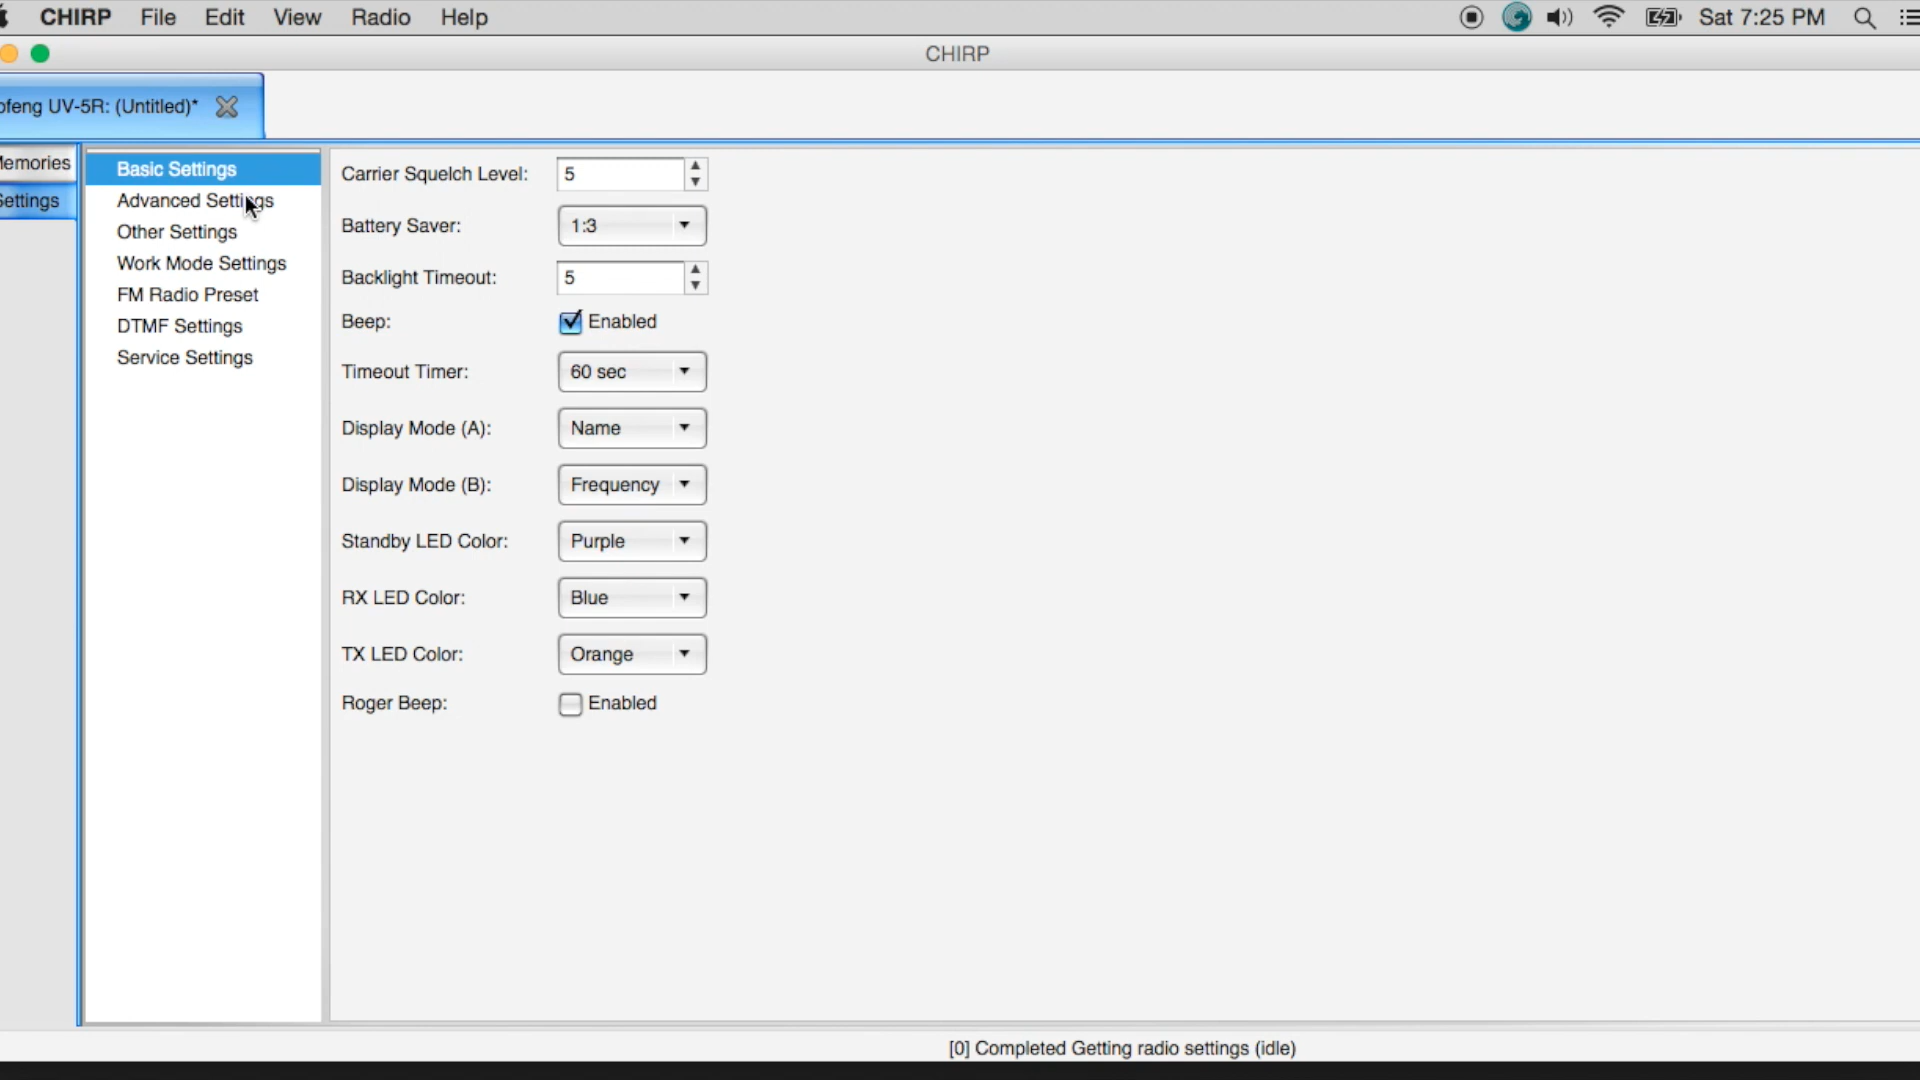 CHIRP File Edit View Radio Help Sat 7:25 PM
CHIRP
ofeng UV-5R: (Untitled)*
Memories
Settings
Basic Settings
Advanced Settings
Other Settings
Work Mode Settings
FM Radio Preset
DTMF Settings
Service Settings
Carrier Squelch Level: 5
Battery Saver: 1:3
Backlight Timeout: 5
Beep: Enabled
Timeout Timer: 60 sec
Display Mode (A): Name
Display Mode (B): Frequency
Standby LED Color: Purple
RX LED Color: Blue
TX LED Color: Orange
Roger Beep: Enabled
[0] Completed Getting radio settings (idle)